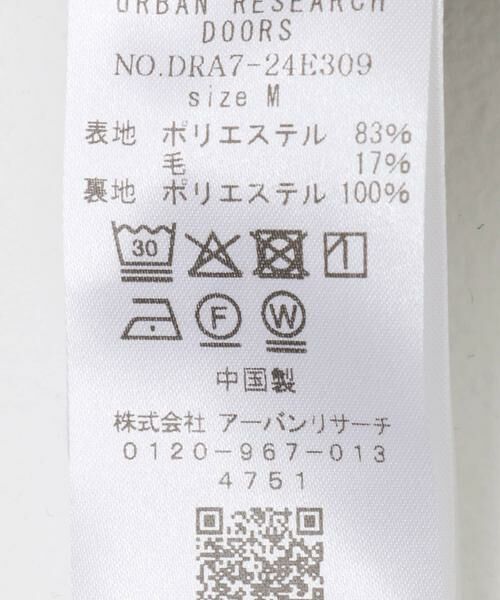 URBAN RESEARCH
DOORS
NO.DRA7-24E309
size M
表地 ポリエステル 83%
毛 17%
裏地 ポリエステル 100%
30
F W
中国製
株式会社 アーバンリサーチ
0120-967-013
4751